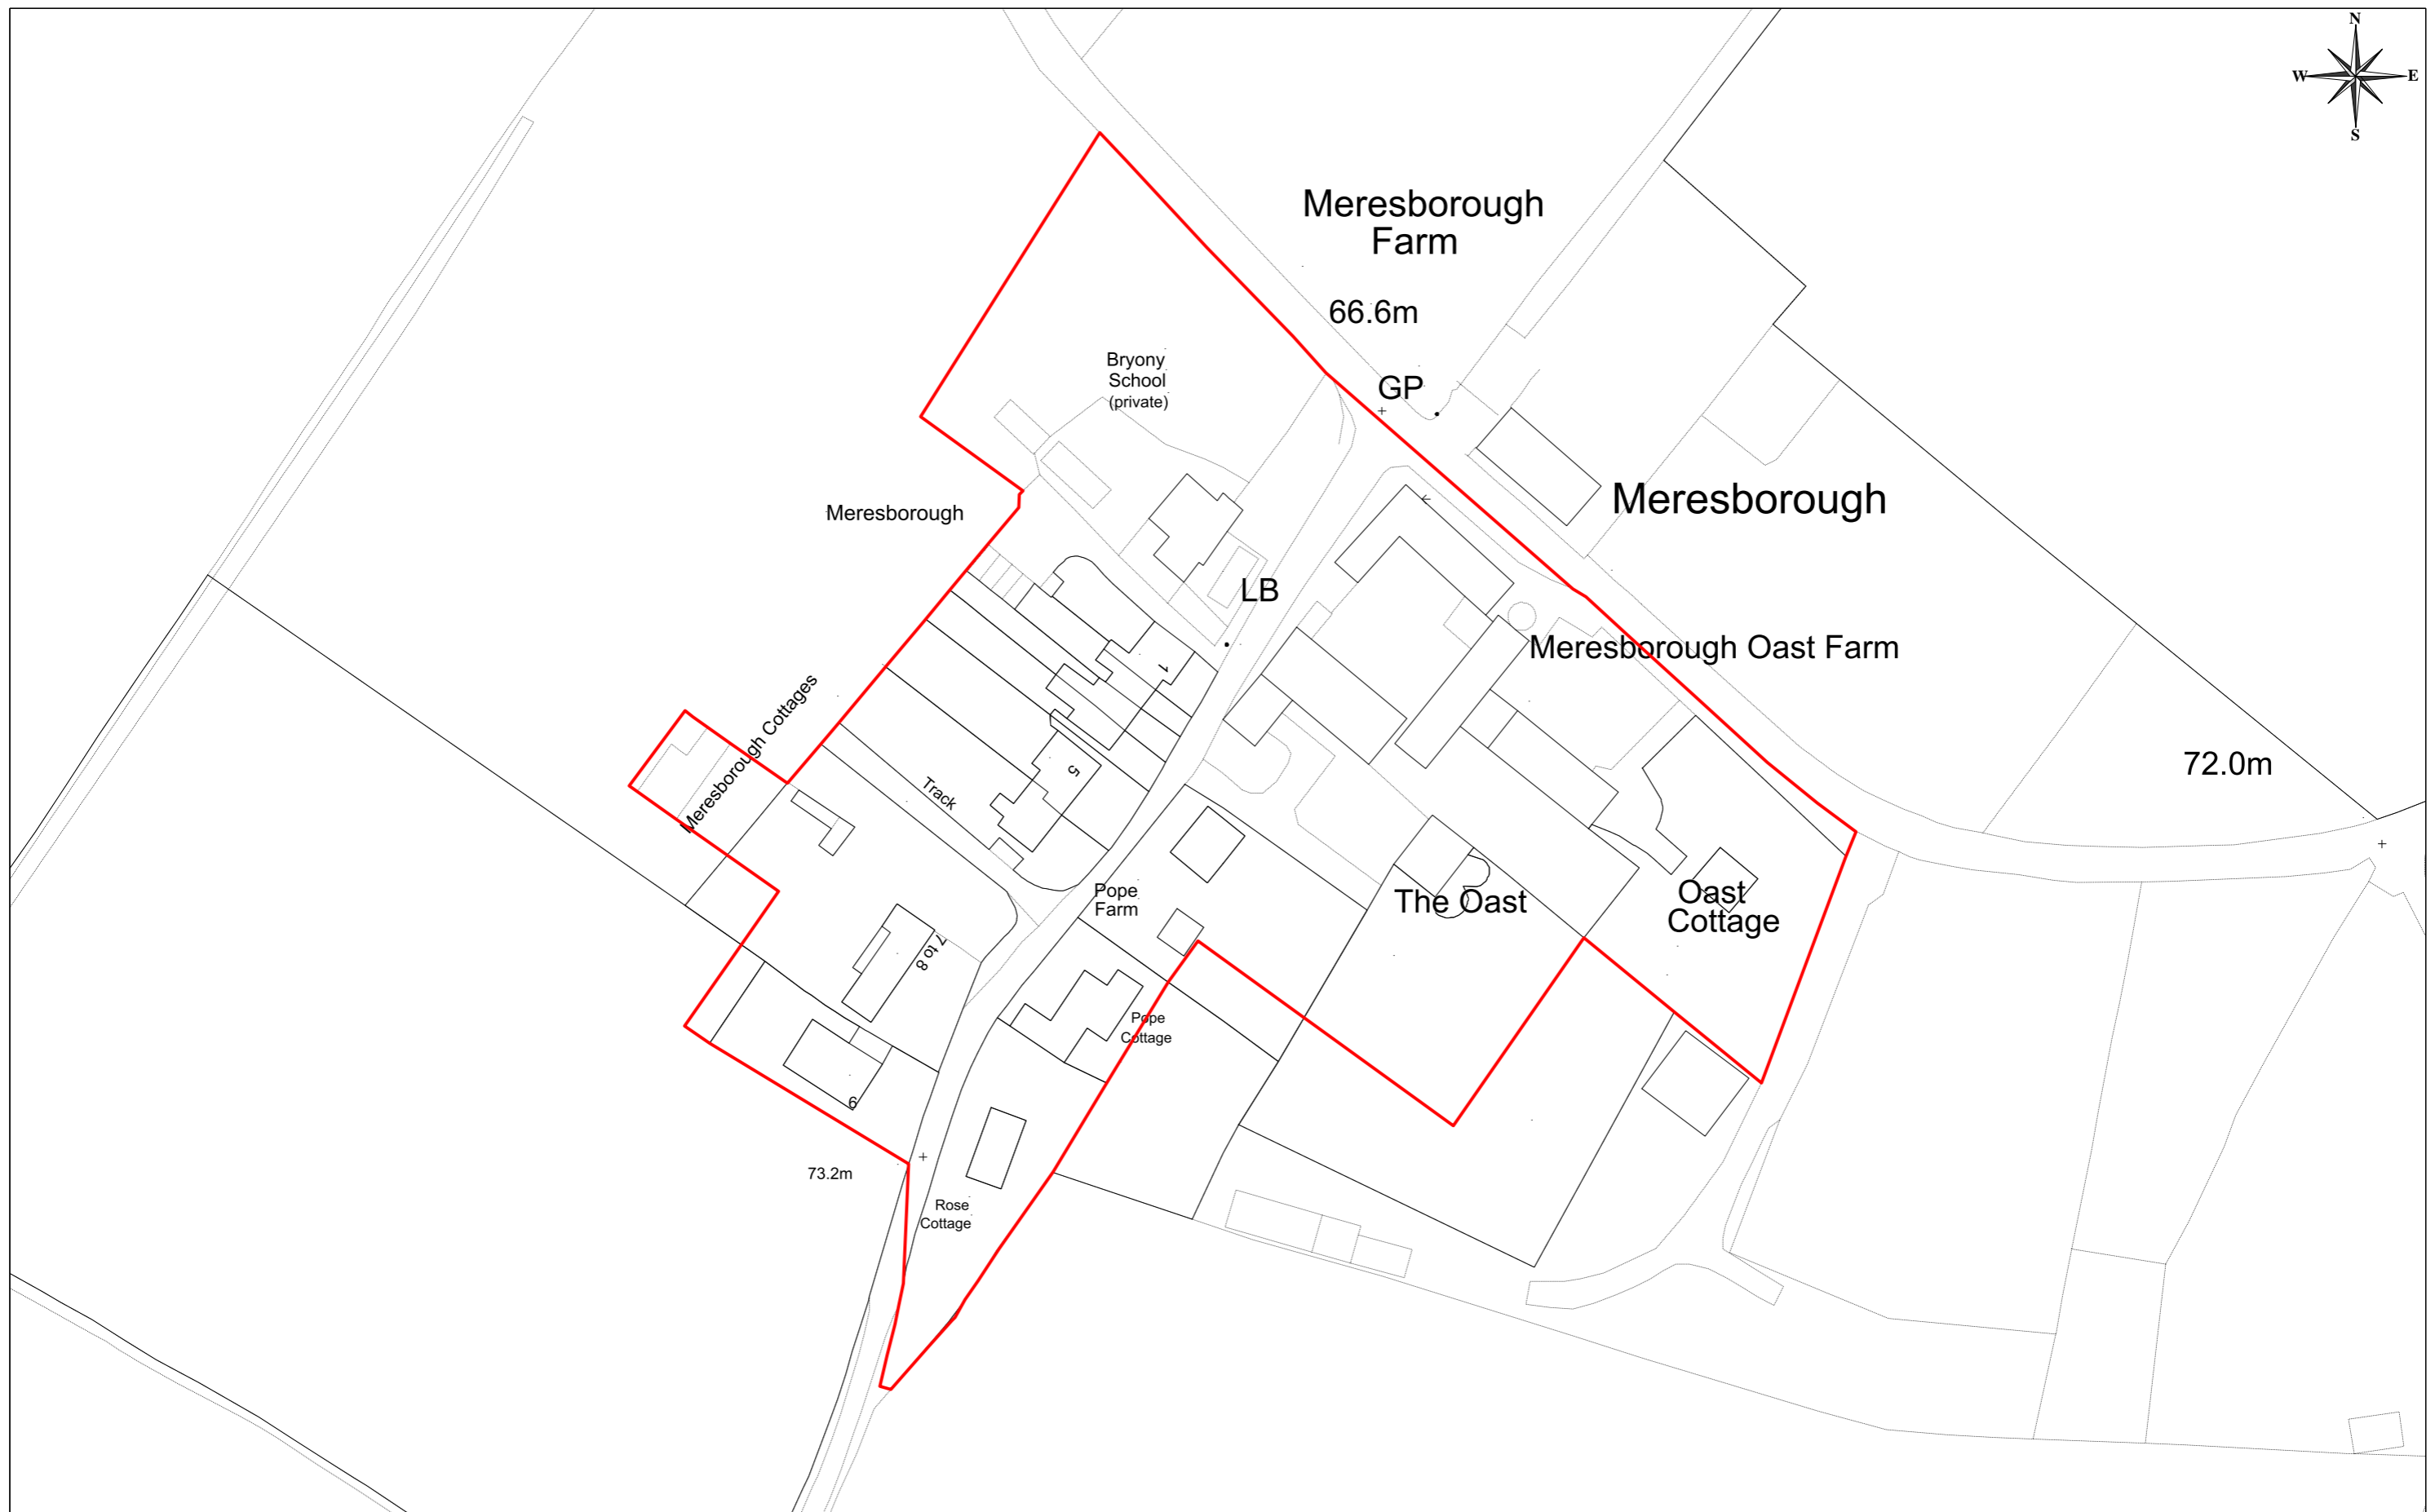 N
W E
S
Meresborough
Farm
66.6m
Bryony
School
(private)
GP
Meresborough
Meresborough
LB
Meresborough Oast Farm
1
Meresborough Cottages
5
Track
72.0m
Pope
Farm
The Oast
Oast
Cottage
7 to 8
Pope
Cottage
6
73.2m
Rose
Cottage